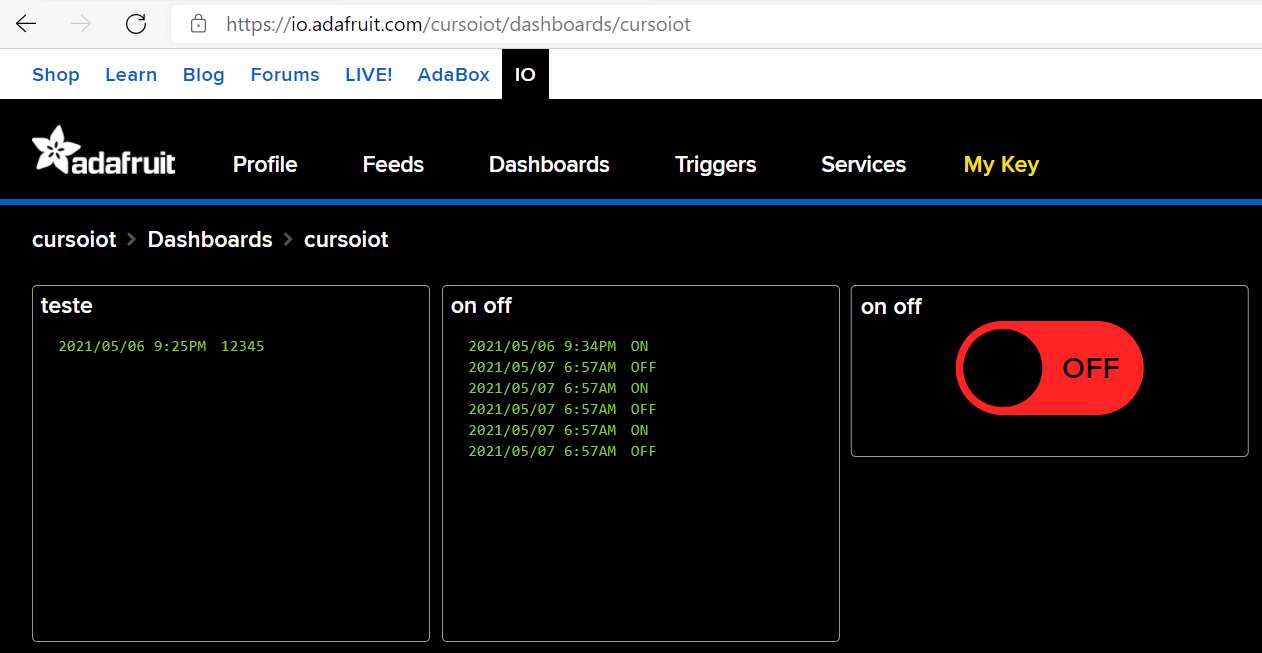 https://io.adafruit.com/cursoiot/dashboards/cursoiot
Shop Learn Blog Forums LIVE! AdaBox IO
adafruit Profile Feeds Dashboards Triggers Services My Key
cursoiot > Dashboards > cursoiot
teste
2021/05/06 9:25PM 12345
on off
2021/05/06 9:34PM ON
2021/05/07 6:57AM OFF
2021/05/07 6:57AM ON
2021/05/07 6:57AM OFF
2021/05/07 6:57AM ON
2021/05/07 6:57AM OFF
on off
OFF